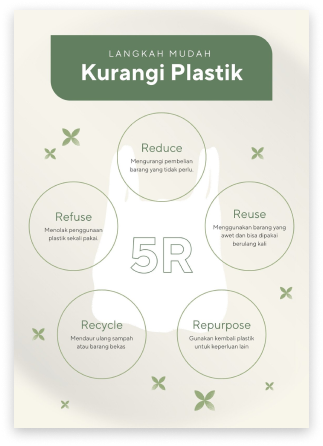 LANGKAH MUDAH
Kurangi Plastik
Reduce
Mengurangi pembelian
barang yang tidak perlu.
Refuse
Menolak penggunaan
plastik sekali pakai.
Reuse
Menggunakan barang yang
awet dan bisa dipakai
berulang kali
5R
Recycle
Mendaur ulang sampah
atau barang bekas
Repurpose
Gunakan kembali plastik
untuk keperluan lain